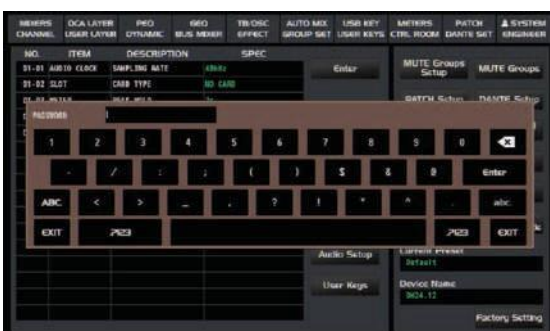 MIXERS DCA LAYER PEQ GEQ TB/OSC AUTO MIX USB KEY METERS PATCH SYSTEM
CHANNEL USER LAYER DYNAMIC BUS MIXER EFFECT GROUP SET USER KEYS CTRL ROOM DANTE SET ENGINEER
NO. ITEM DESCRIPTION SPEC
01-01 AUDIO CLOCK SAMPLING RATE 48kHz Enter
MUTE Groups Setup
MUTE Groups
01-02 SLOT CARD TYPE NO CARD
PATCH Setup DANTE Setup
PASSWORD
1 2 3 4 5 6 7 8 9 0
- / : ; ( ) $ & @ Enter
ABC < > _ . ? ! " ^ abc
EXIT .?123 .?123 EXIT
Audio Setup
Current Preset
Default
User Keys
Device Name
DM24.12
Factory Setting